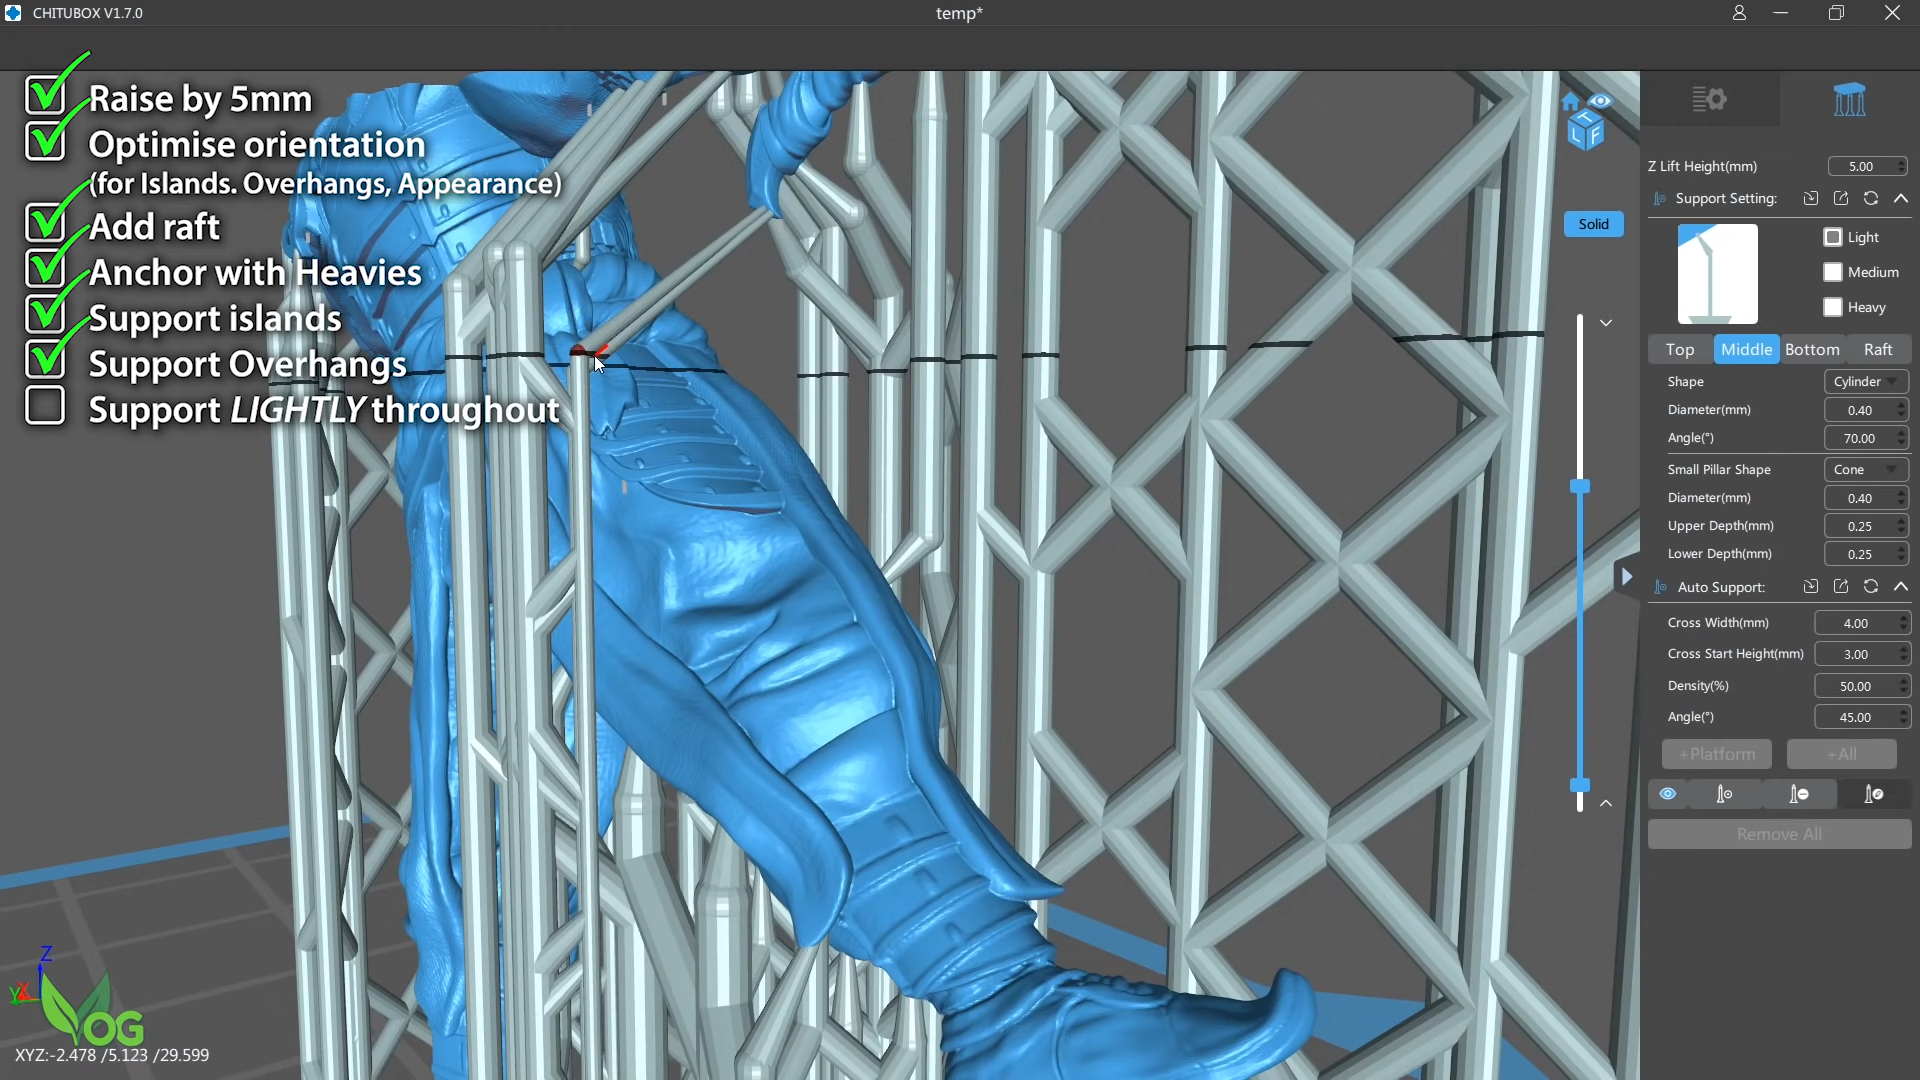 CHITUBOX V1.7.0
temp*
Raise by 5mm
Optimise orientation
(for Islands. Overhangs, Appearance)
Add raft
Anchor with Heavies
Support islands
Support Overhangs
Support LIGHTLY throughout
T
L F
Solid
Z Lift Height(mm) 5.00
Support Setting:
Light
Medium
Heavy
Top Middle Bottom Raft
Shape Cylinder
Diameter(mm) 0.40
Angle(°) 70.00
Small Pillar Shape Cone
Diameter(mm) 0.40
Upper Depth(mm) 0.25
Lower Depth(mm) 0.25
Auto Support:
Cross Width(mm) 4.00
Cross Start Height(mm) 3.00
Density(%) 50.00
Angle(°) 45.00
+Platform +All
Remove All
Z
Y X
VOG
XYZ:-2.478 /5.123 /29.599